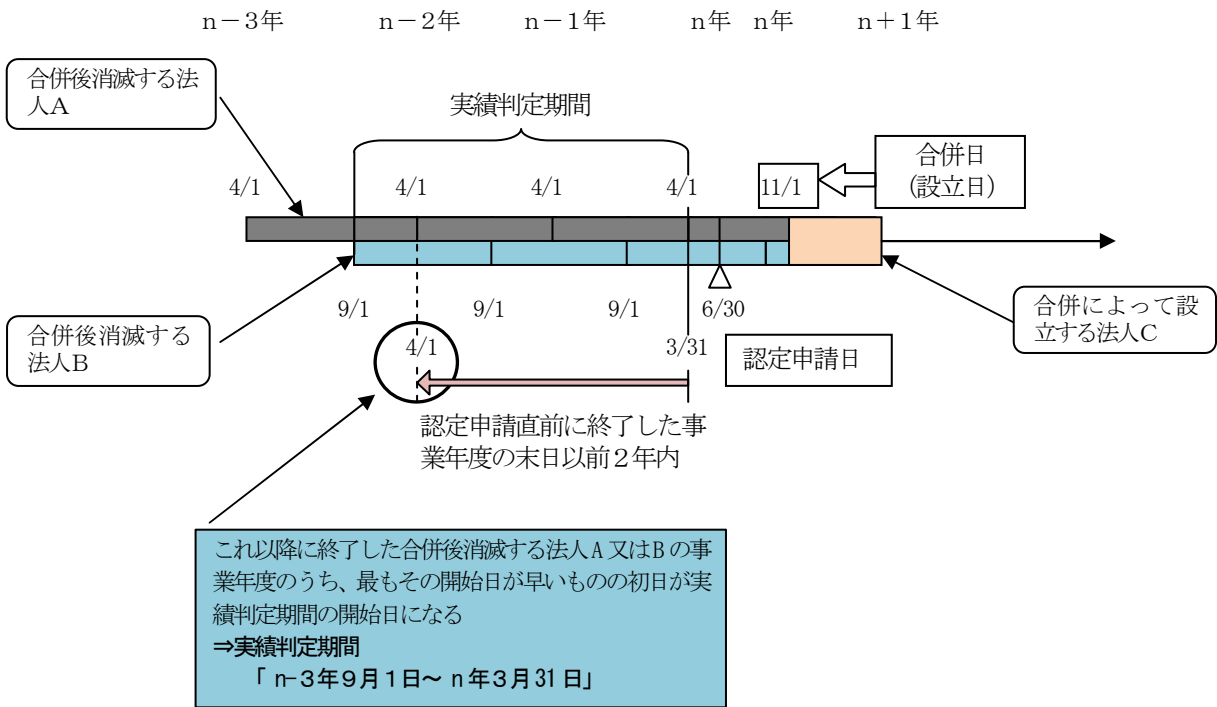 n－3年 n－2年 n－1年 n年 n年 n＋1年
合併後消滅する法
人A
実績判定期間
合併日
（設立日）
4/1 4/1 4/1 4/1 11/1
9/1 9/1 9/1 6/30
合併後消滅する
法人B
4/1 3/31
認定申請日
合併によって設
立する法人C
認定申請直前に終了した事
業年度の末日以前２年内
これ以降に終了した合併後消滅する法人A 又はB の事
業年度のうち、最もその開始日が早いものの初日が実
績判定期間の開始日になる
⇒実績判定期間
「 n-3年９月１日～ n 年３月31 日」